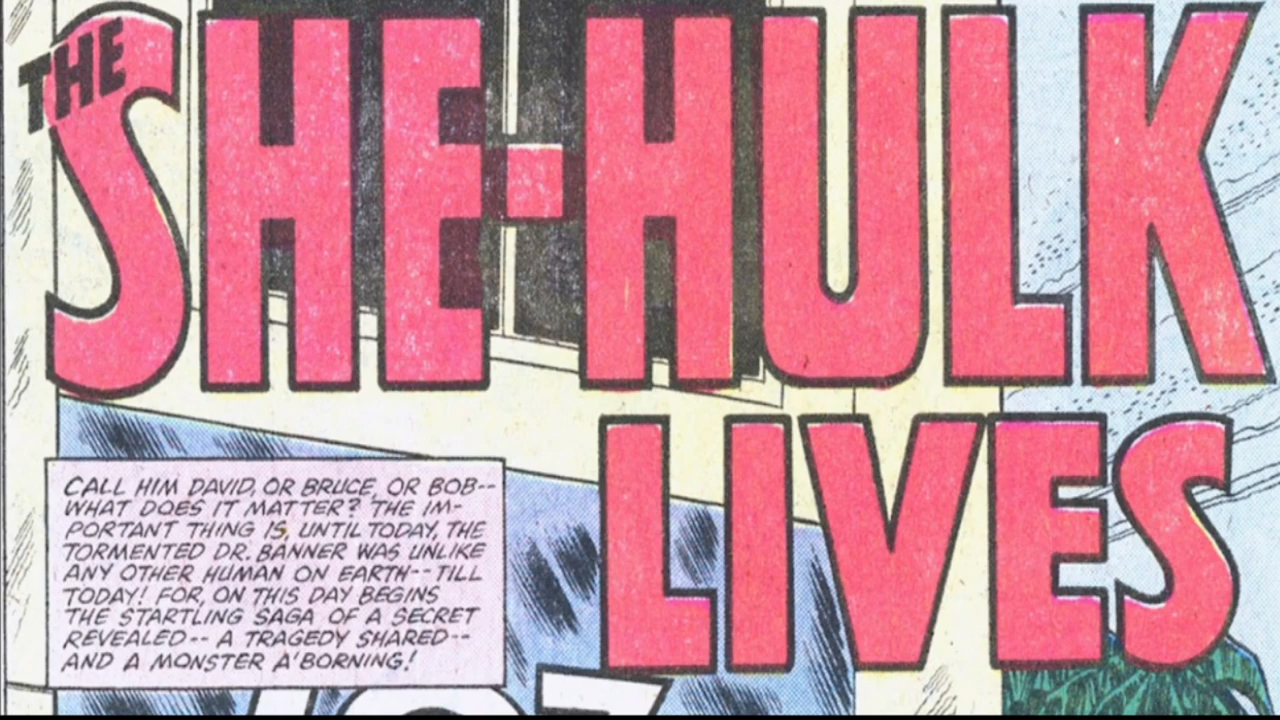 THE
SHE-HULK
LIVES
CALL HIM DAVID, OR BRUCE, OR BOB--
WHAT DOES IT MATTER? THE IM-
PORTANT THING IS, UNTIL TODAY, THE
TORMENTED DR. BANNER WAS UNLIKE
ANY OTHER HUMAN ON EARTH--TILL
TODAY! FOR, ON THIS DAY BEGINS
THE STARTLING SAGA OF A SECRET
REVEALED-- A TRAGEDY SHARED--
AND A MONSTER A'BORNING!